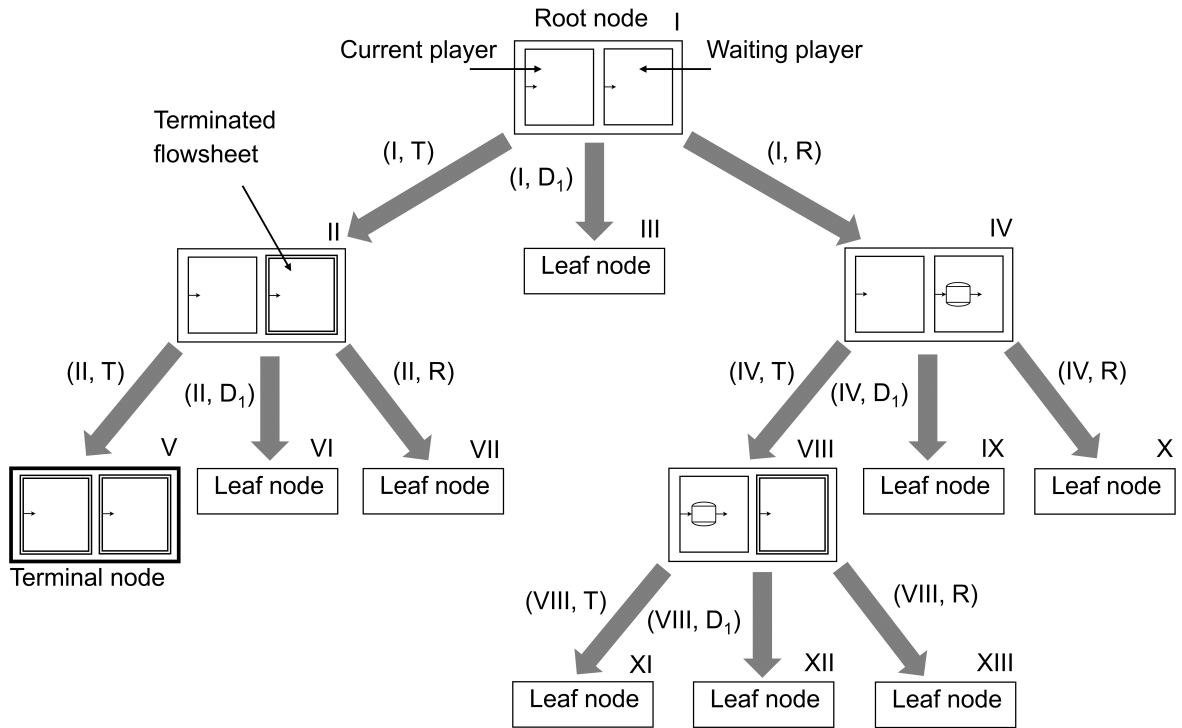 Root node
I
Current player
Waiting player
Terminated
flowsheet
(I, T)
(I, D₁)
(I, R)
II
III
IV
Leaf node
(II, T)
(II, D₁)
(II, R)
(IV, T)
(IV, D₁)
(IV, R)
V
VI
VII
VIII
IX
X
Leaf node
Leaf node
Leaf node
Leaf node
Terminal node
(VIII, T)
(VIII, D₁)
(VIII, R)
XI
XII
XIII
Leaf node
Leaf node
Leaf node